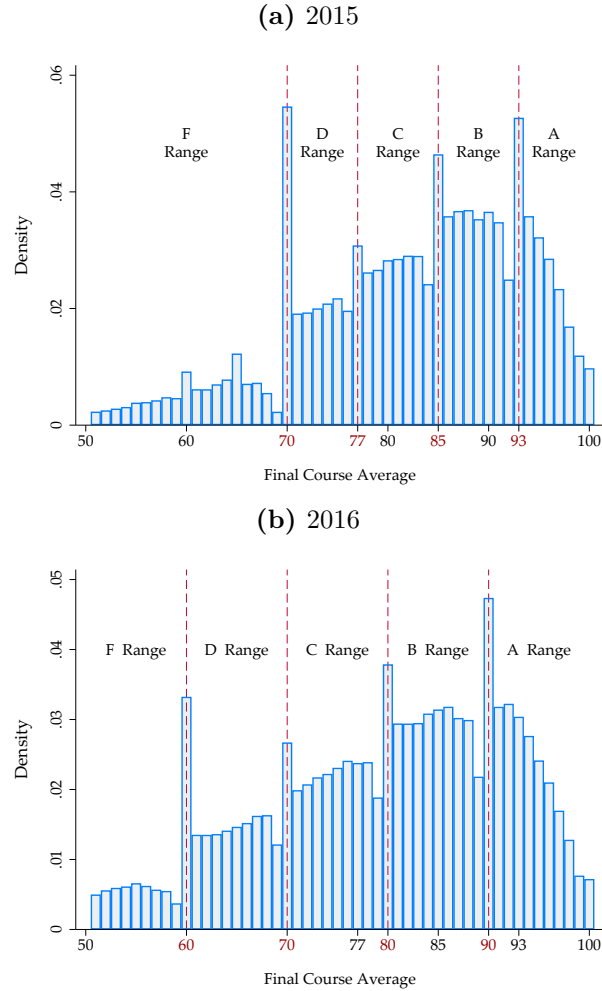 (a) 2015
Density
0
.02
.04
.06
F
Range
D
Range
C
Range
B
Range
A
Range
50 60 70 77 80 85 90 93 100
Final Course Average
(b) 2016
Density
0
.01
.02
.03
.04
.05
F Range D Range C Range B Range A Range
50 60 70 77 80 85 90 93 100
Final Course Average